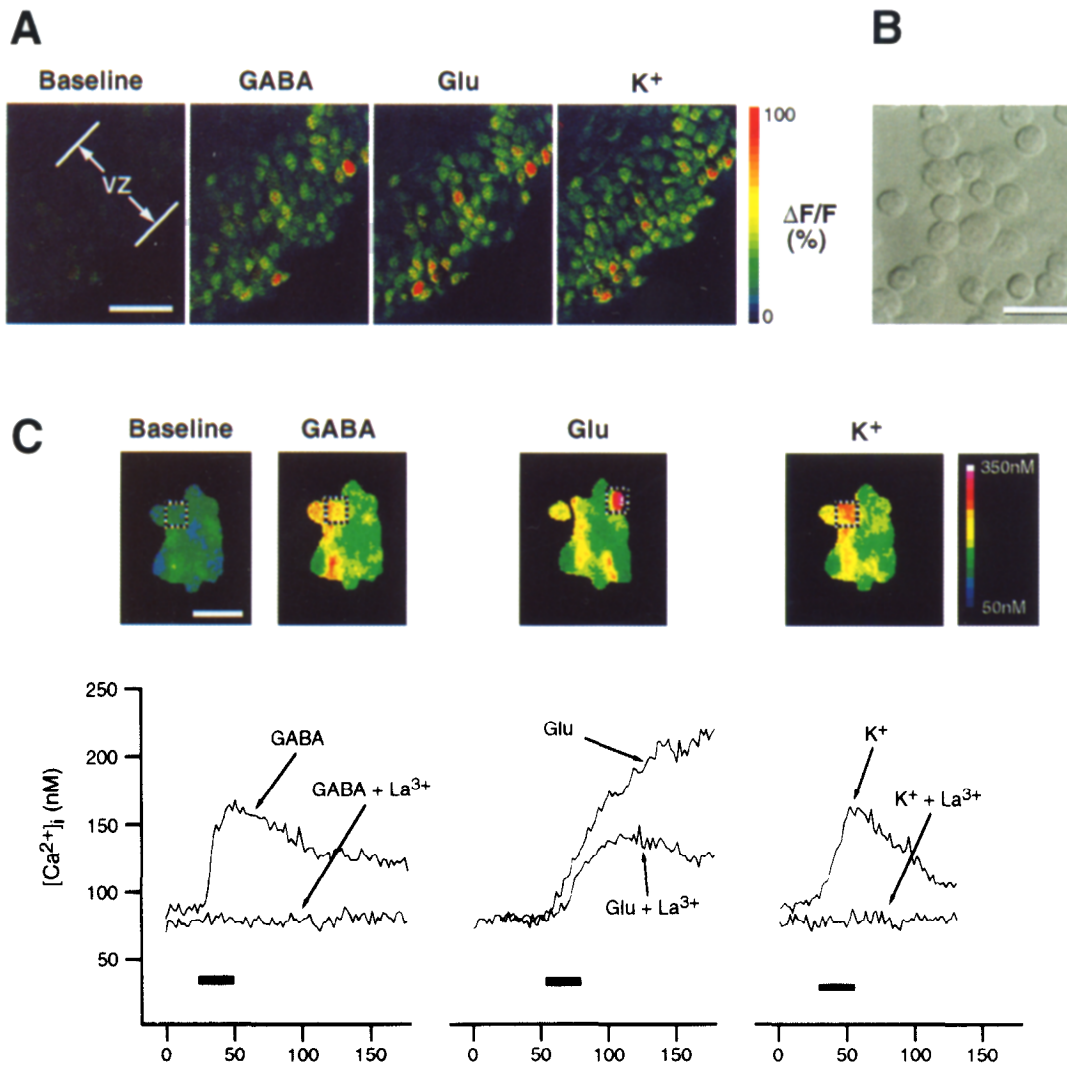 A
B
Baseline
GABA
Glu
K⁺
VZ
100
ΔF/F
(%)
0
C
Baseline
GABA
Glu
K⁺
350nM
50nM
250
200
150
100
50
[Ca²⁺]ᵢ (nM)
GABA
GABA + La³⁺
Glu
Glu + La³⁺
K⁺
K⁺ + La³⁺
0 50 100 150
0 50 100 150
0 50 100 150